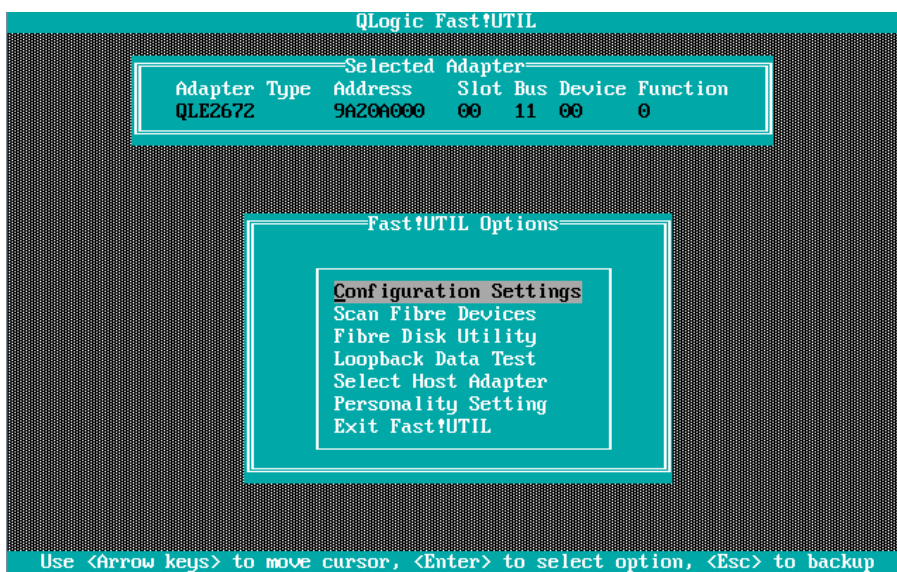 QLogic Fast!UTIL
Selected Adapter
Adapter Type Address Slot Bus Device Function
QLE2672 9A20A000 00 11 00 0
Fast!UTIL Options
Configuration Settings
Scan Fibre Devices
Fibre Disk Utility
Loopback Data Test
Select Host Adapter
Personality Setting
Exit Fast!UTIL
Use <Arrow keys> to move cursor, <Enter> to select option, <Esc> to backup